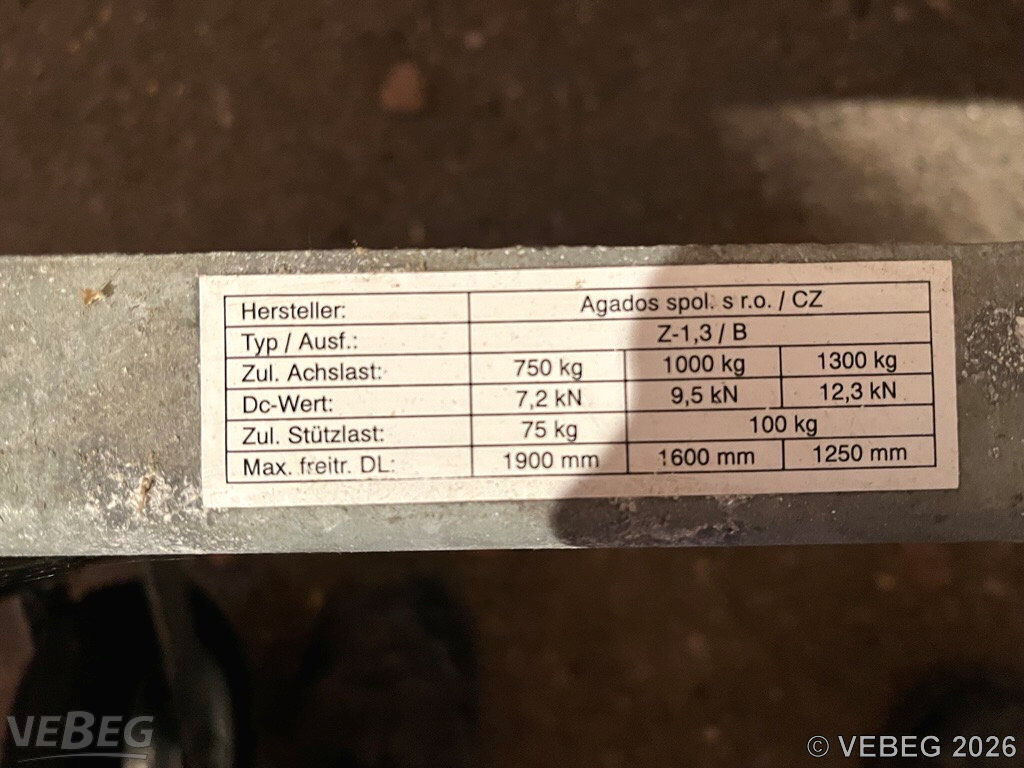 Hersteller: Agados spol. s r.o. / CZ
Typ / Ausf.: Z-1,3 / B
Zul. Achslast: 750 kg 1000 kg 1300 kg
Dc-Wert: 7,2 kN 9,5 kN 12,3 kN
Zul. Stützlast: 75 kg 100 kg
Max. freitr. DL: 1900 mm 1600 mm 1250 mm
VEBEG
© VEBEG 2026